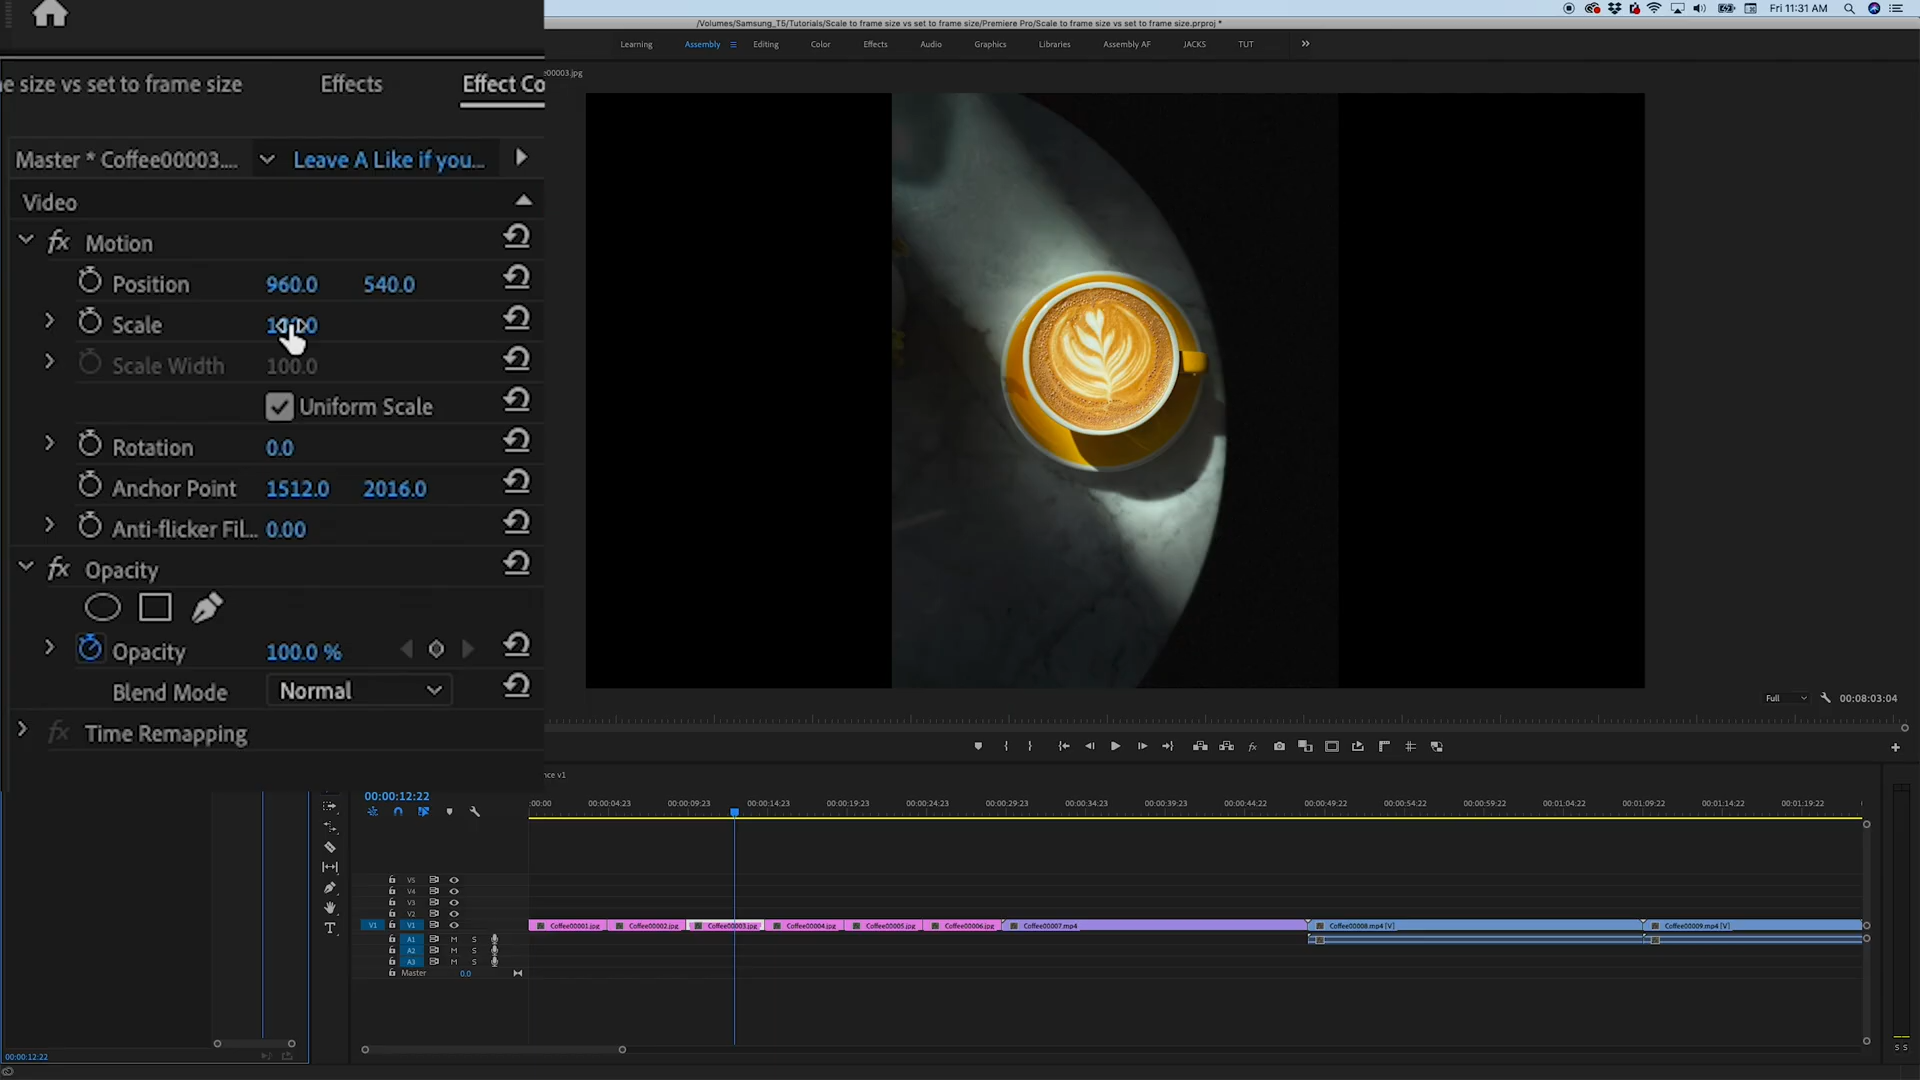 /Volumes/Samsung_T5/Tutorials/Scale to frame size vs set to frame size/Premiere Pro/Scale to frame size vs set to frame size.prproj *
Fri 11:31 AM
Learning Assembly Editing Color Effects Audio Graphics Libraries Assembly AF JACKS TUT
e size vs set to frame size Effects Effect Co
e00003.jpg
Master * Coffee00003.... Leave A Like if you...
Video
fx Motion
Position 960.0 540.0
Scale
Scale Width 100.0
Uniform Scale
Rotation 0.0
Anchor Point 1512.0 2016.0
Anti-flicker Fil... 0.00
fx Opacity
Opacity 100.0 %
Blend Mode Normal
fx Time Remapping
Full 00:08:03:04
fx
nce v1
00:00:12:22
:00:00 00:00:04:23 00:00:09:23 00:00:14:23 00:00:19:23 00:00:24:23 00:00:29:23 00:00:34:23 00:00:39:23 00:00:44:22 00:00:49:22 00:00:54:22 00:00:59:22 00:01:04:22 00:01:09:22 00:01:14:22 00:01:19:22
V5
V4
V3
V2
V1 V1 Coffee00001.jpg Coffee00002.jpg Coffee00003.jpg Coffee00004.jpg Coffee00005.jpg Coffee00006.jpg Coffee00007.mp4 Coffee00008.mp4 [V] Coffee00009.mp4 [V]
A1 M S
A2 M S
A3 M S
Master 0.0
S S
00:00:12:22